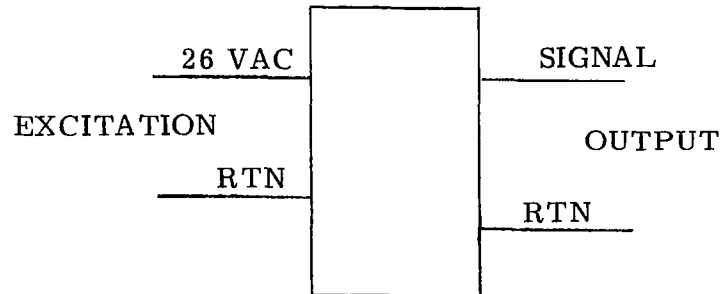 26 VAC
SIGNAL
EXCITATION
OUTPUT
RTN
RTN